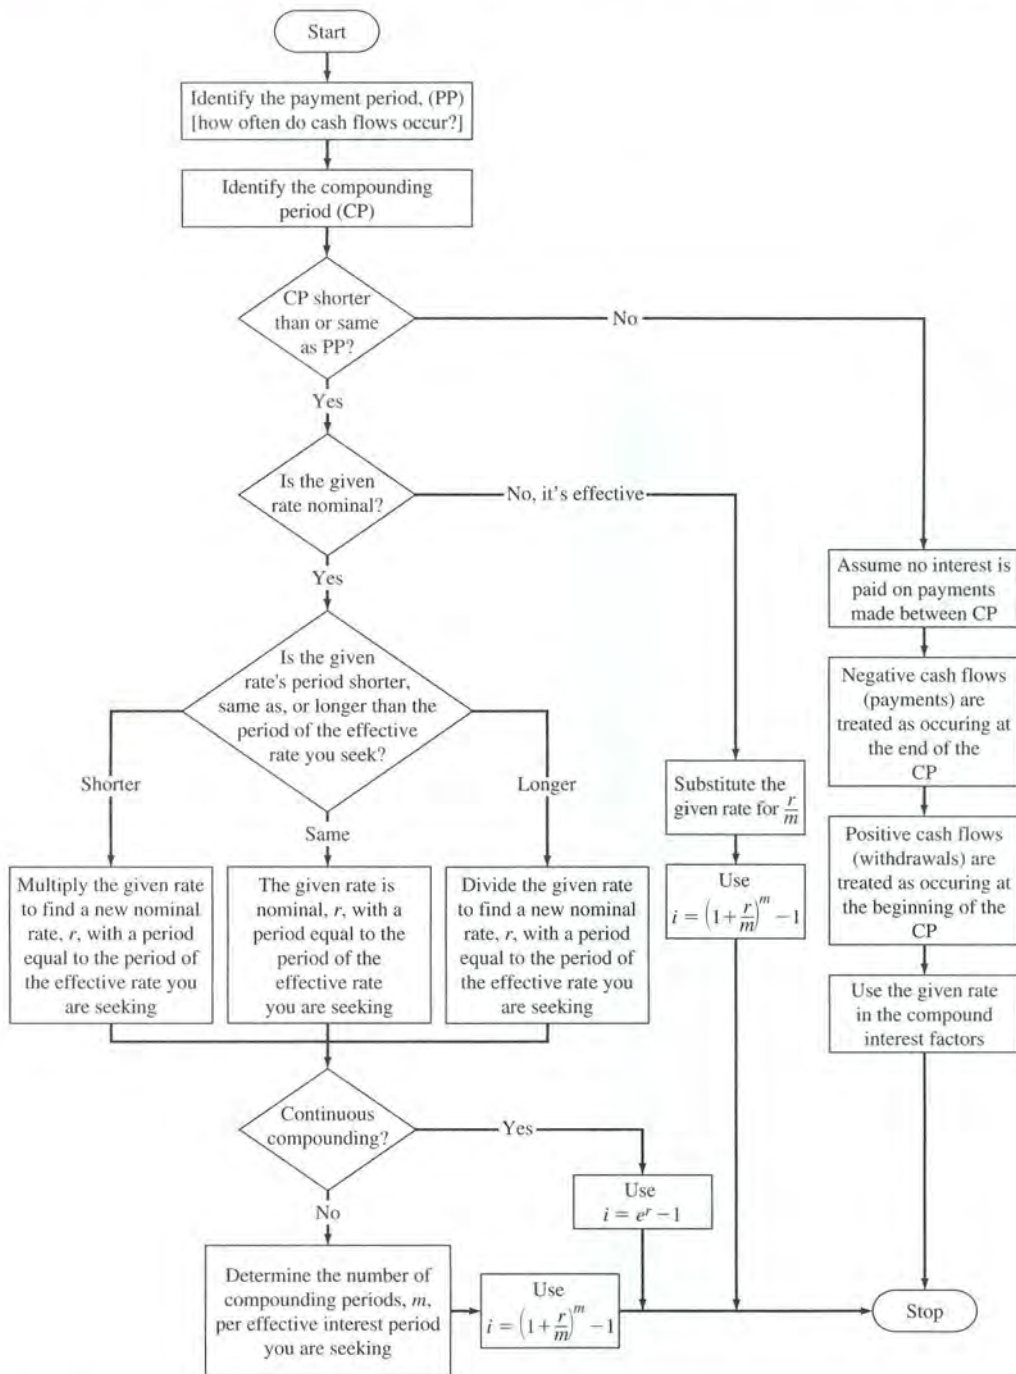 Start
Identify the payment period, (PP)
[how often do cash flows occur?]
Identify the compounding
period (CP)
CP shorter
than or same
as PP?
No
Yes
Is the given
rate nominal?
No, it's effective
Yes
Is the given
rate's period shorter,
same as, or longer than the
period of the effective
rate you seek?
Shorter
Same
Longer
Multiply the given rate
to find a new nominal
rate, r, with a period
equal to the period of
the effective rate you
are seeking
The given rate is
nominal, r, with a
period equal to the
period of the
effective rate
you are seeking
Divide the given rate
to find a new nominal
rate, r, with a period
equal to the period of
the effective rate you
are seeking
Substitute the
given rate for r/m
Use
i = (1 + r/m)^m − 1
Assume no interest is
paid on payments
made between CP
Negative cash flows
(payments) are
treated as occuring at
the end of the
CP
Positive cash flows
(withdrawals) are
treated as occuring at
the beginning of the
CP
Use the given rate
in the compound
interest factors
Continuous
compounding?
Yes
Use
i = e^r − 1
No
Determine the number of
compounding periods, m,
per effective interest period
you are seeking
Use
i = (1 + r/m)^m − 1
Stop